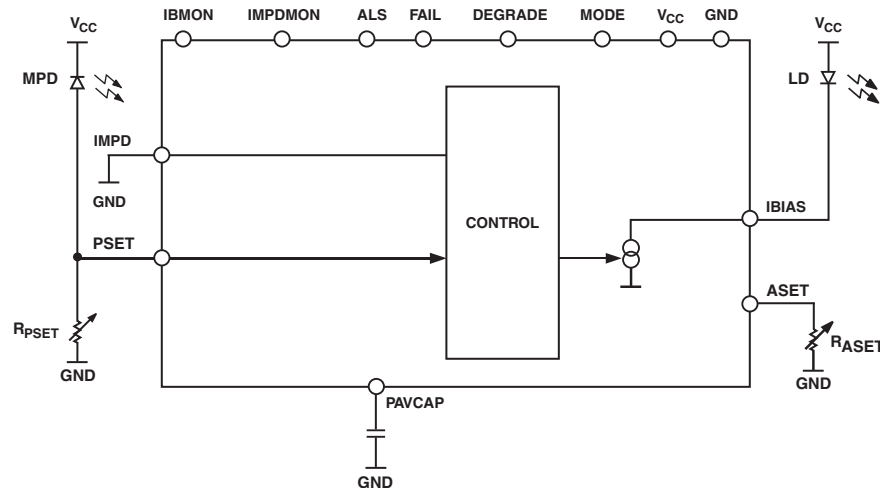 IBMON IMPDMON ALS FAIL DEGRADE MODE VCC GND
VCC
VCC
MPD
LD
IMPD
GND
CONTROL
IBIAS
PSET
ASET
RPSET
RASET
GND
GND
PAVCAP
GND